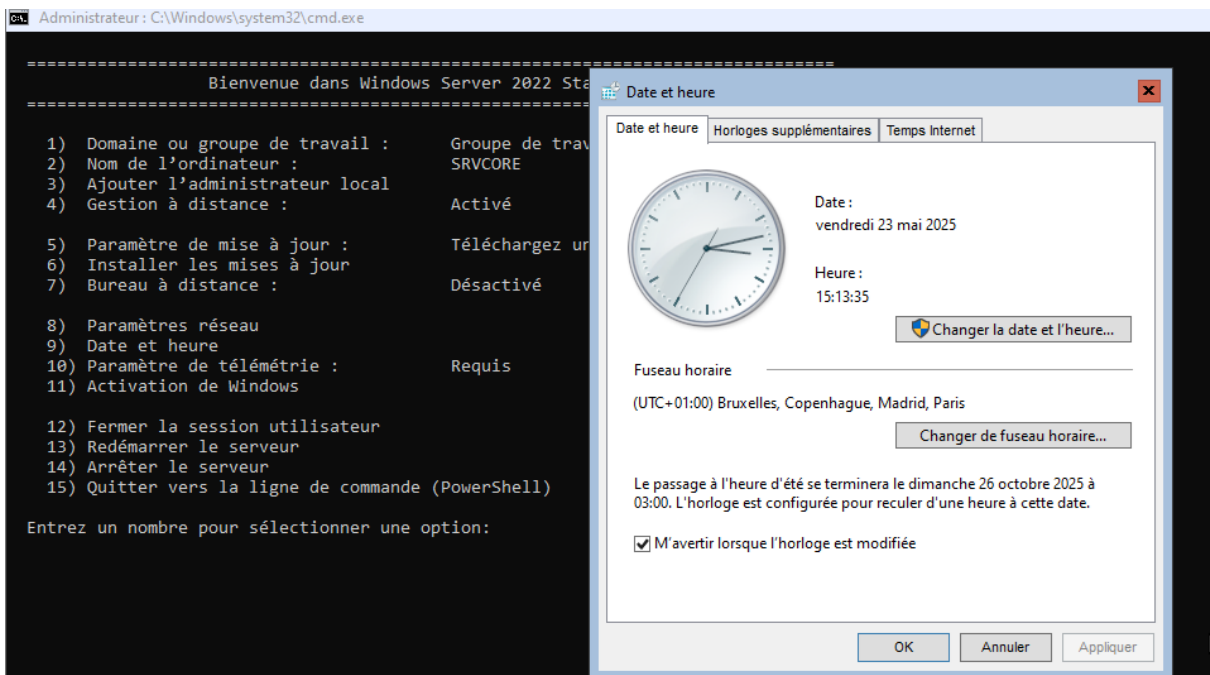 Administrateur : C:\Windows\system32\cmd.exe
===============================================================================
Bienvenue dans Windows Server 2022 Sta
===============================================================================
1) Domaine ou groupe de travail : Groupe de trav
2) Nom de l’ordinateur : SRVCORE
3) Ajouter l’administrateur local
4) Gestion à distance : Activé
5) Paramètre de mise à jour : Téléchargez un
6) Installer les mises à jour
7) Bureau à distance : Désactivé
8) Paramètres réseau
9) Date et heure
10) Paramètre de télémétrie : Requis
11) Activation de Windows
12) Fermer la session utilisateur
13) Redémarrer le serveur
14) Arrêter le serveur
15) Quitter vers la ligne de commande (PowerShell)
Entrez un nombre pour sélectionner une option:
Date et heure
Date et heure Horloges supplémentaires Temps Internet
Date :
vendredi 23 mai 2025
Heure :
15:13:35
Changer la date et l'heure...
Fuseau horaire
(UTC+01:00) Bruxelles, Copenhague, Madrid, Paris
Changer de fuseau horaire...
Le passage à l'heure d'été se terminera le dimanche 26 octobre 2025 à
03:00. L'horloge est configurée pour reculer d'une heure à cette date.
M'avertir lorsque l'horloge est modifiée
OK Annuler Appliquer